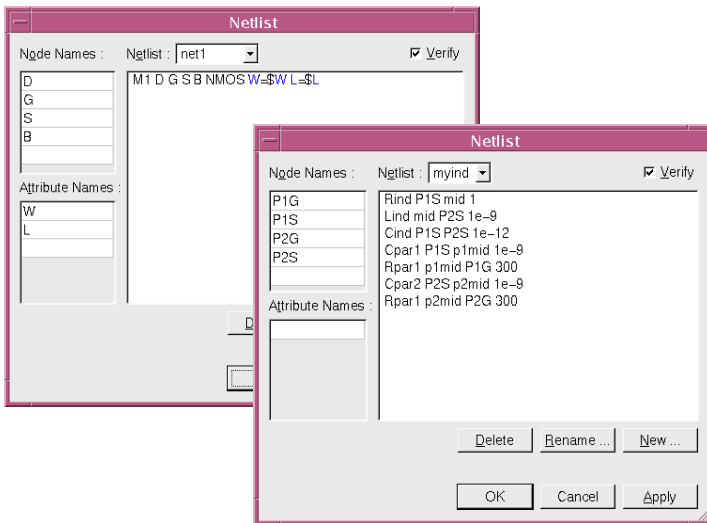 Netlist
Node Names :
Netlist : net1
Verify
D
G
S
B
M1 D G S B NMOS W=$W L=$L
Attribute Names :
W
L
Netlist
Node Names :
Netlist : myind
Verify
P1G
P1S
P2G
P2S
Rind P1S mid 1
Lind mid P2S 1e-9
Cind P1S P2S 1e-12
Cpar1 P1S p1mid 1e-9
Rpar1 p1mid P1G 300
Cpar2 P2S p2mid 1e-9
Rpar1 p2mid P2G 300
Attribute Names :
D
Delete
Rename ...
New ...
OK
Cancel
Apply